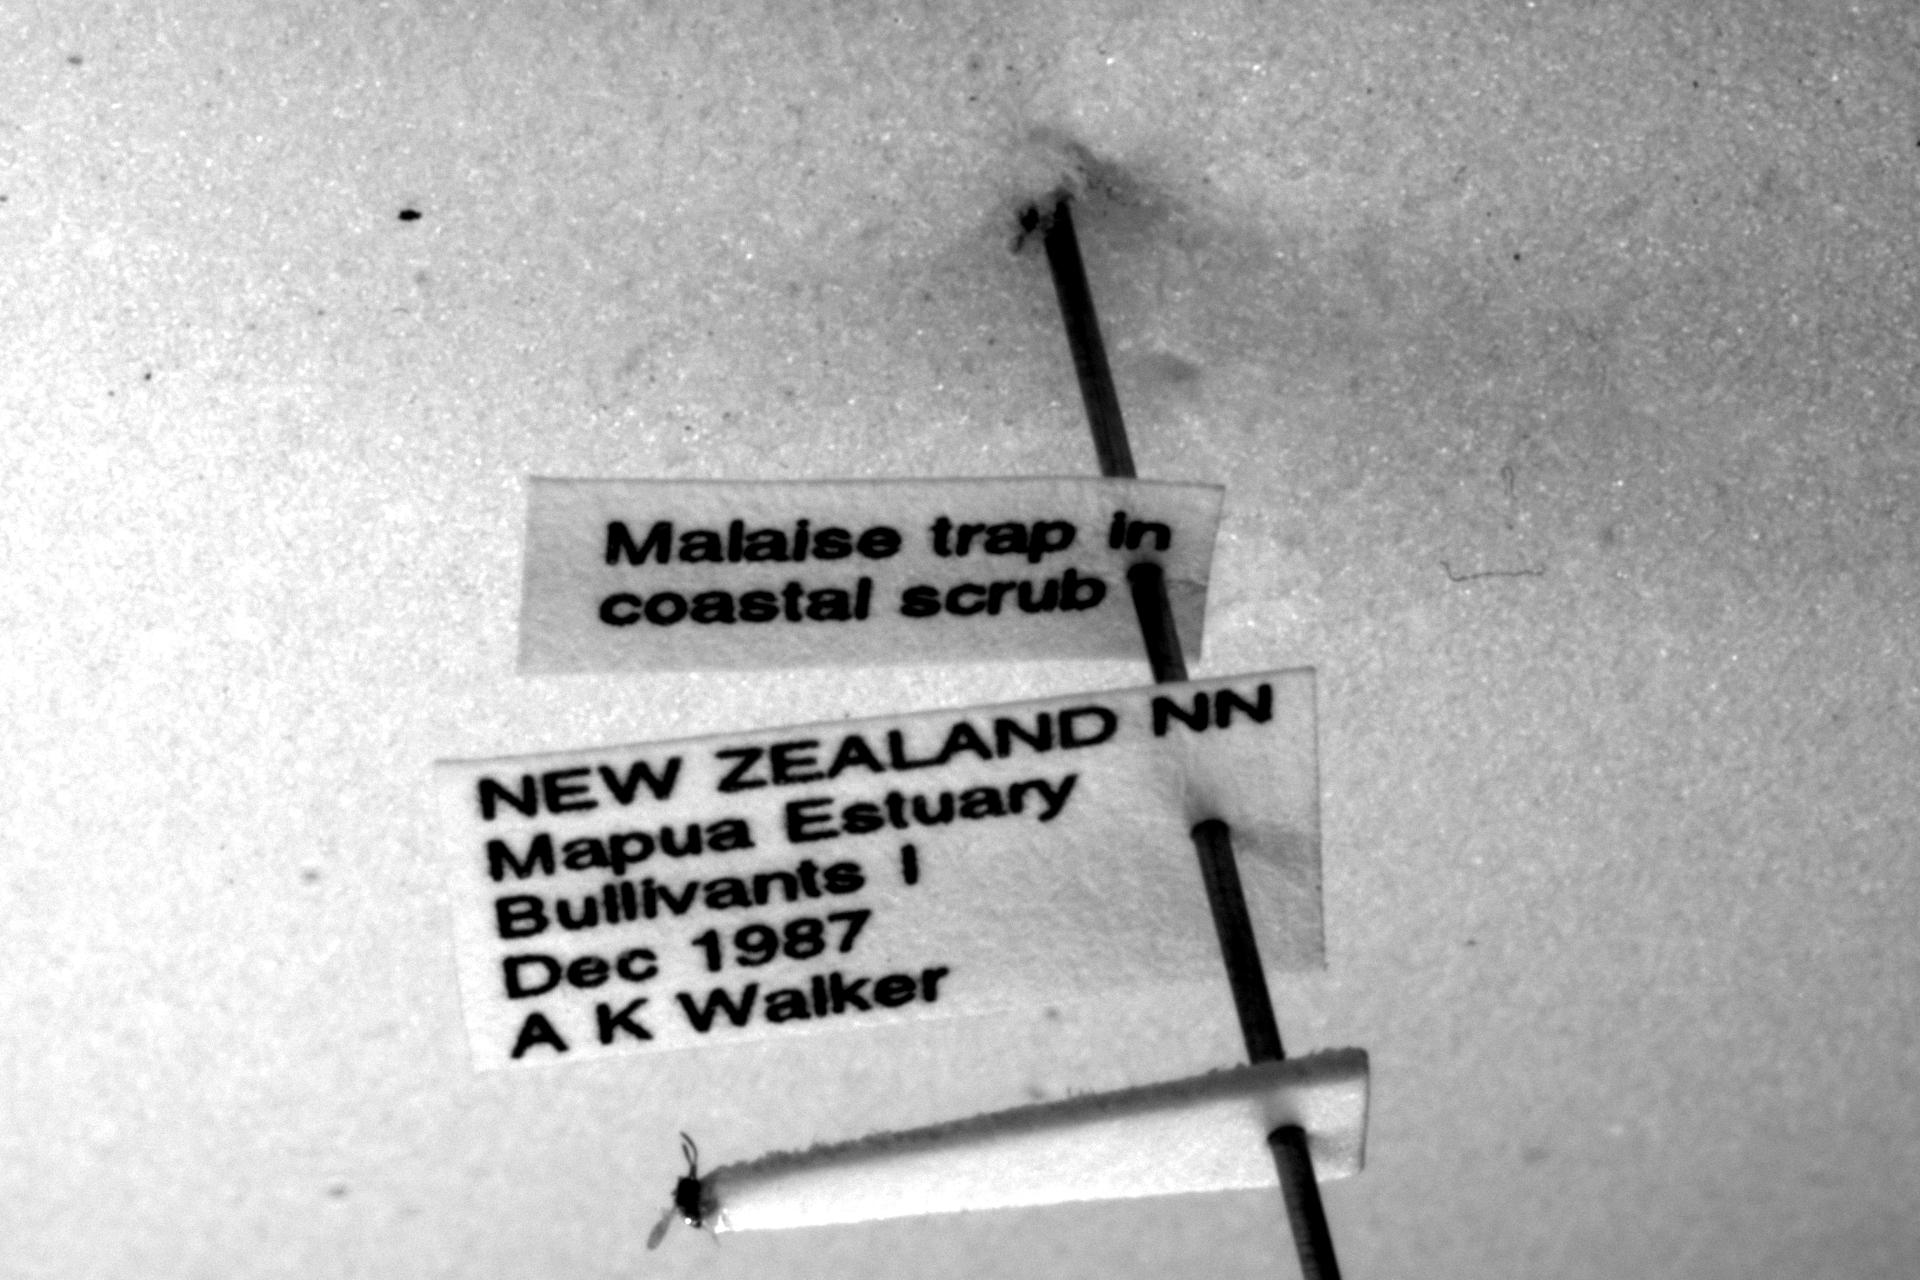 Malaise trap in
coastal scrub
NEW ZEALAND NN
Mapua Estuary
Bullivants I
Dec 1987
A K Walker